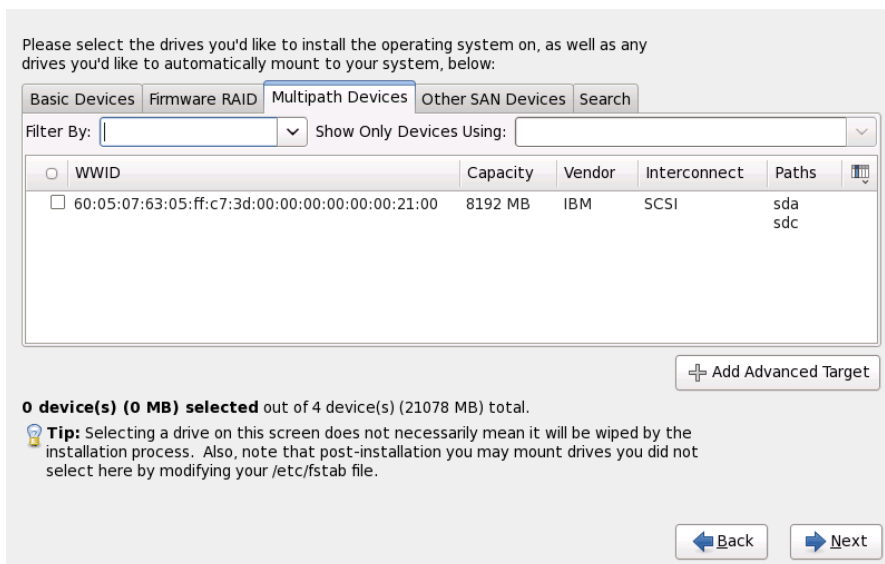 Please select the drives you'd like to install the operating system on, as well as any
drives you'd like to automatically mount to your system, below:
Basic Devices Firmware RAID Multipath Devices Other SAN Devices Search
Filter By: Show Only Devices Using:
WWID Capacity Vendor Interconnect Paths
60:05:07:63:05:ff:c7:3d:00:00:00:00:00:00:21:00 8192 MB IBM SCSI sda
sdc
Add Advanced Target
0 device(s) (0 MB) selected out of 4 device(s) (21078 MB) total.
Tip: Selecting a drive on this screen does not necessarily mean it will be wiped by the
installation process. Also, note that post-installation you may mount drives you did not
select here by modifying your /etc/fstab file.
Back Next